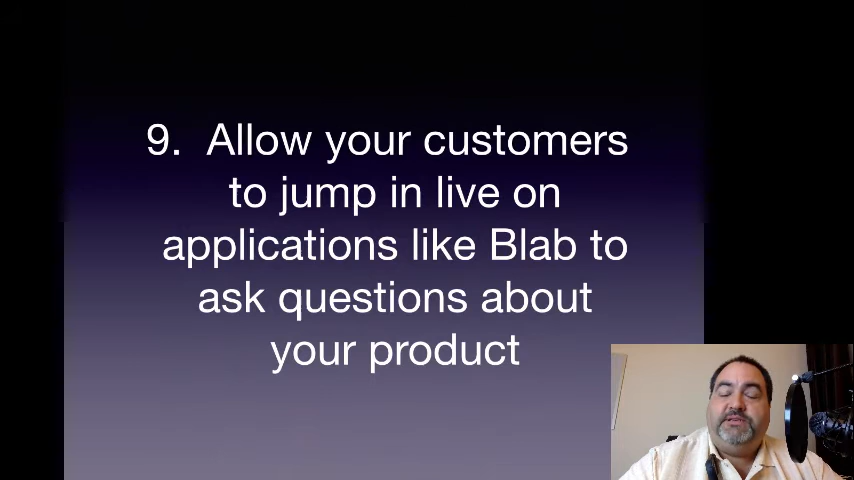 9. Allow your customers
to jump in live on
applications like Blab to
ask questions about
your product